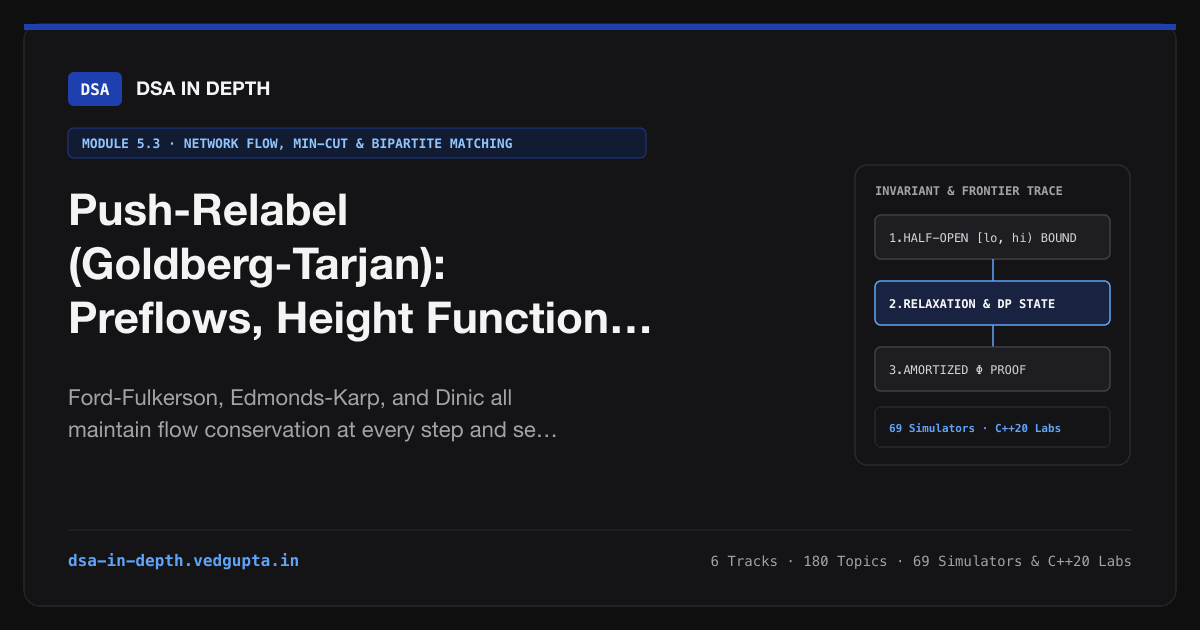 DSA
DSA IN DEPTH
MODULE 5.3 · NETWORK FLOW, MIN-CUT & BIPARTITE MATCHING
Push-Relabel
(Goldberg-Tarjan):
Preflows, Height Function…
Ford-Fulkerson, Edmonds-Karp, and Dinic all
maintain flow conservation at every step and se…
INVARIANT & FRONTIER TRACE
1.HALF-OPEN [lo, hi) BOUND
2.RELAXATION & DP STATE
3.AMORTIZED Φ PROOF
69 Simulators · C++20 Labs
dsa-in-depth.vedgupta.in
6 Tracks · 180 Topics · 69 Simulators & C++20 Labs